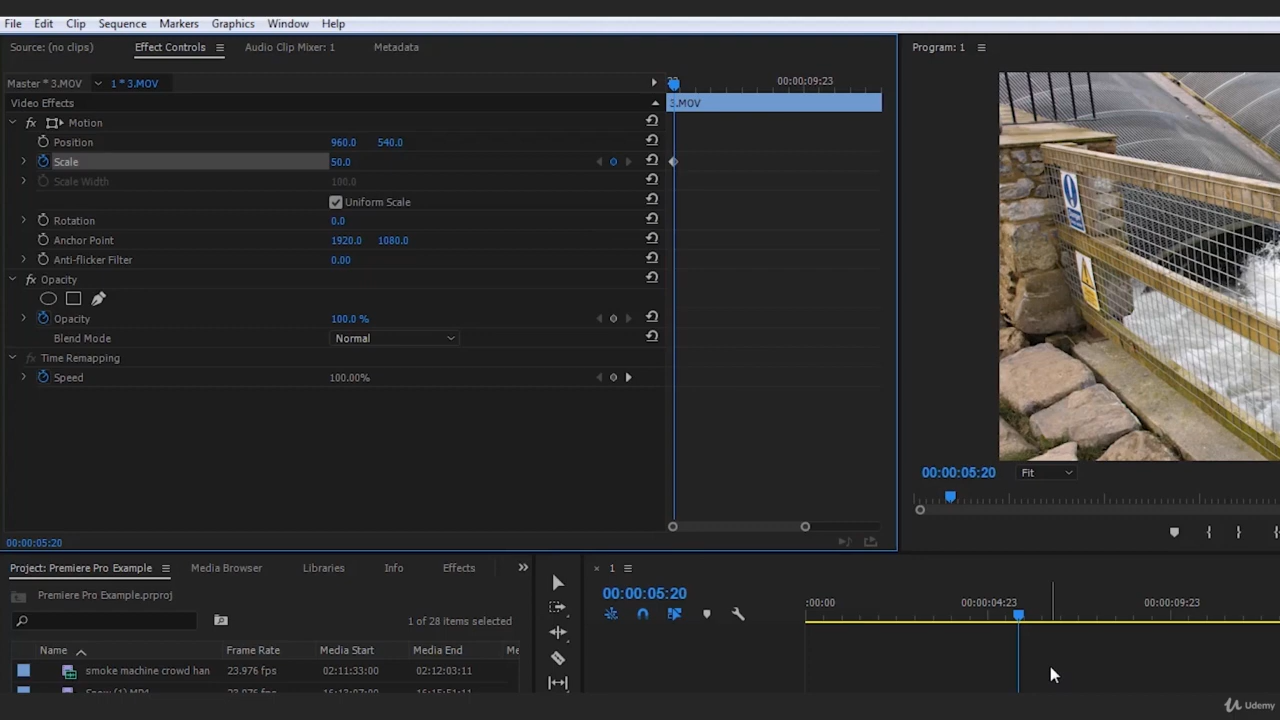 File Edit Clip Sequence Markers Graphics Window Help
Source: (no clips) Effect Controls Audio Clip Mixer: 1 Metadata
Program: 1
Master * 3.MOV 1 * 3.MOV
00:00:09:23
Video Effects
3.MOV
Motion
Position 960.0 540.0
Scale 50.0
Scale Width 100.0
Uniform Scale
Rotation 0.0
Anchor Point 1920.0 1080.0
Anti-flicker Filter 0.00
Opacity
Opacity 100.0 %
Blend Mode Normal
Time Remapping
Speed 100.00%
00:00:05:20 Fit
00:00:05:20
Project: Premiere Pro Example Media Browser Libraries Info Effects
1
Premiere Pro Example.prproj
00:00:05:20
1 of 28 items selected
:00:00 00:00:04:23 00:00:09:23
Name Frame Rate Media Start Media End Me
smoke machine crowd han 23.976 fps 02:11:33:00 02:12:03:11
Snow (1).MP4 23.976 fps 16:13:07:00 16:15:51:11
Udemy